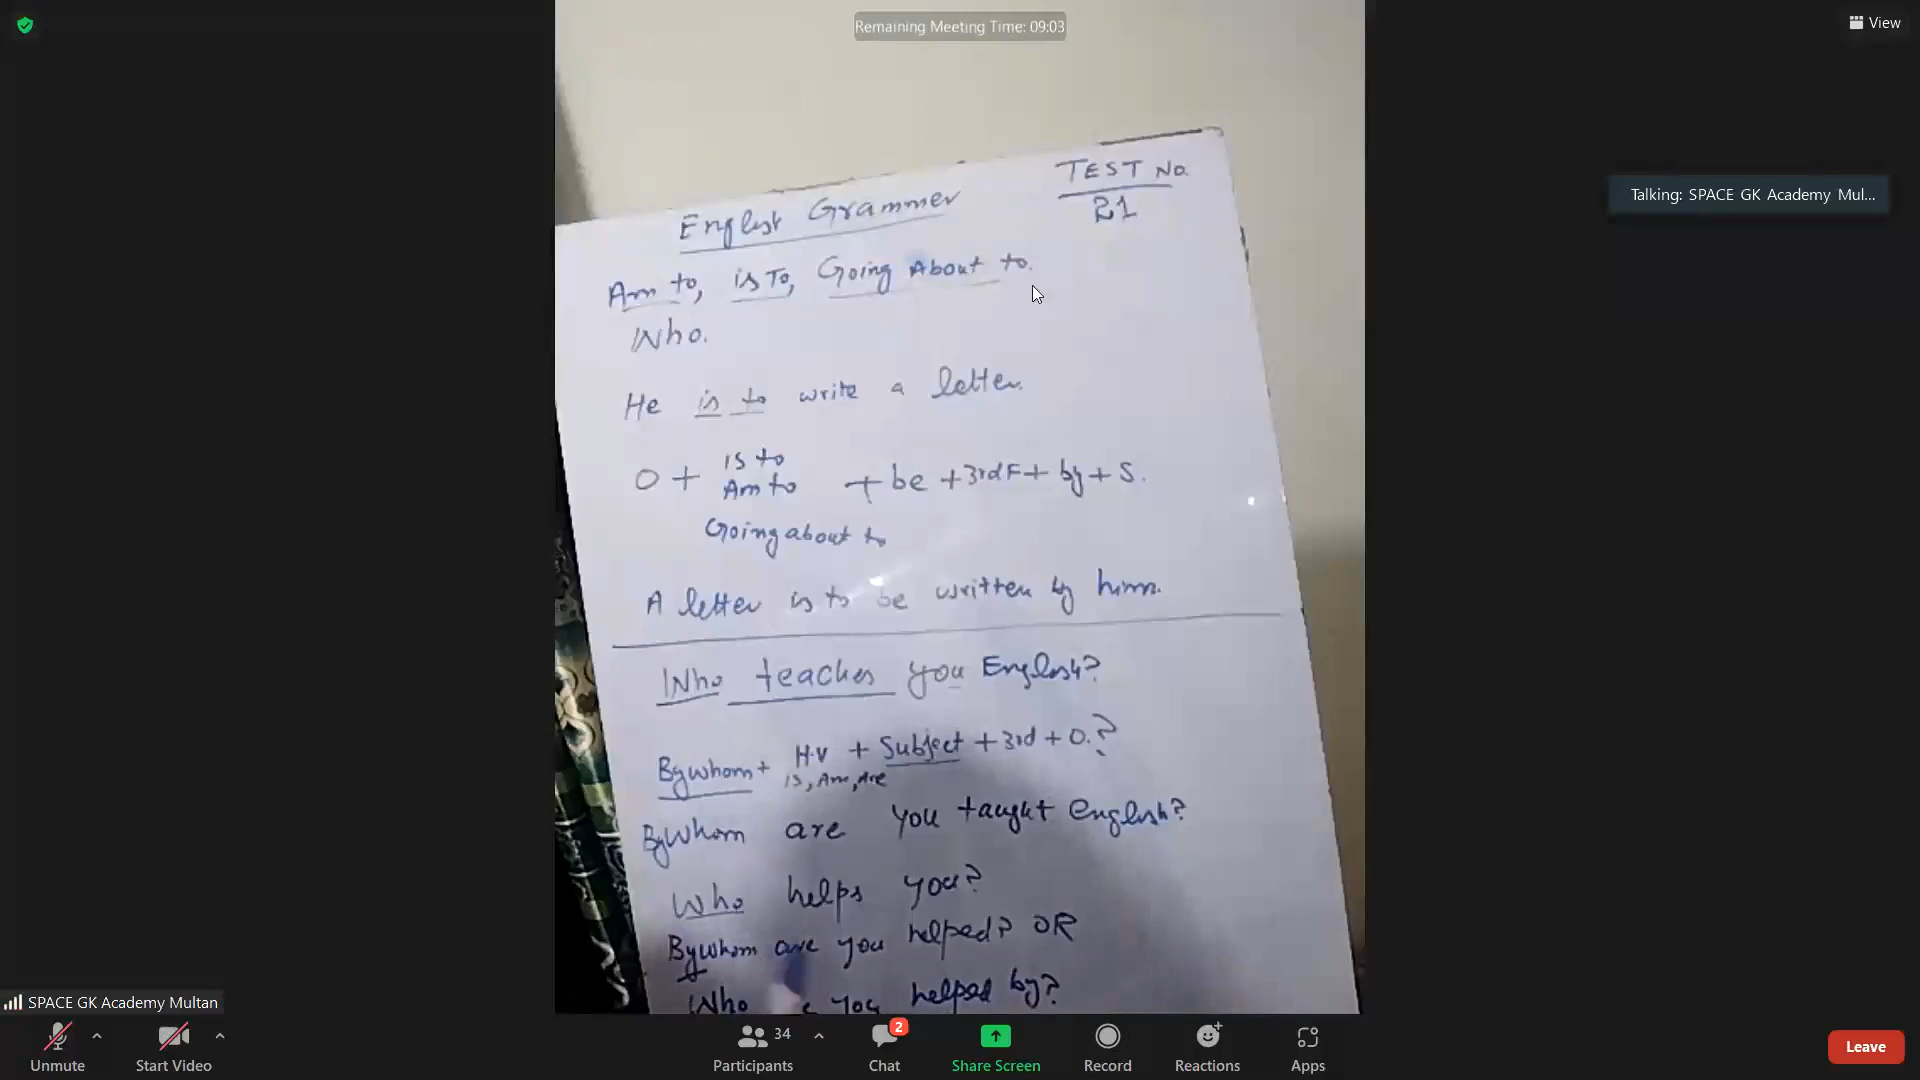 Remaining Meeting Time: 09:03
View
Talking: SPACE GK Academy Mul...
TEST No.
21
English Grammer
Am to, is To, Going About to.
Who.
He is to write a letter.
O + is to + be + 3rd F + by + S.
Am to
Going about to
A letter is to be written by him.
Who teaches you English?
By whom + H.V + Subject + 3rd + O.?
is, Am, Are
By Whom are you taught English?
Who helps you?
By whom are you helped? OR
Who you helped by?
SPACE GK Academy Multan
Unmute
Start Video
34
Participants
2
Chat
Share Screen
Record
Reactions
Apps
Leave